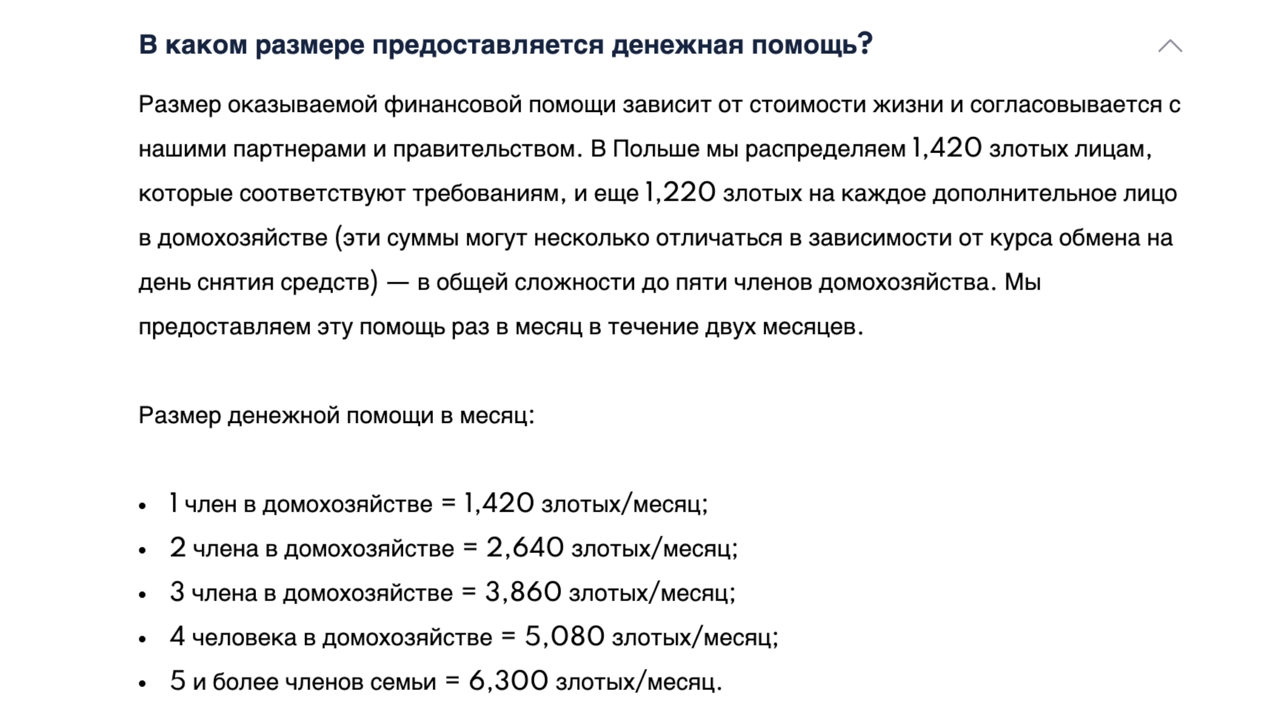 В каком размере предоставляется денежная помощь?
Размер оказываемой финансовой помощи зависит от стоимости жизни и согласовывается с
нашими партнерами и правительством. В Польше мы распределяем 1,420 злотых лицам,
которые соответствуют требованиям, и еще 1,220 злотых на каждое дополнительное лицо
в домохозяйстве (эти суммы могут несколько отличаться в зависимости от курса обмена на
день снятия средств) — в общей сложности до пяти членов домохозяйства. Мы
предоставляем эту помощь раз в месяц в течение двух месяцев.
Размер денежной помощи в месяц:
• 1 член в домохозяйстве = 1,420 злотых/месяц;
• 2 члена в домохозяйстве = 2,640 злотых/месяц;
• 3 члена в домохозяйстве = 3,860 злотых/месяц;
• 4 человека в домохозяйстве = 5,080 злотых/месяц;
• 5 и более членов семьи = 6,300 злотых/месяц.